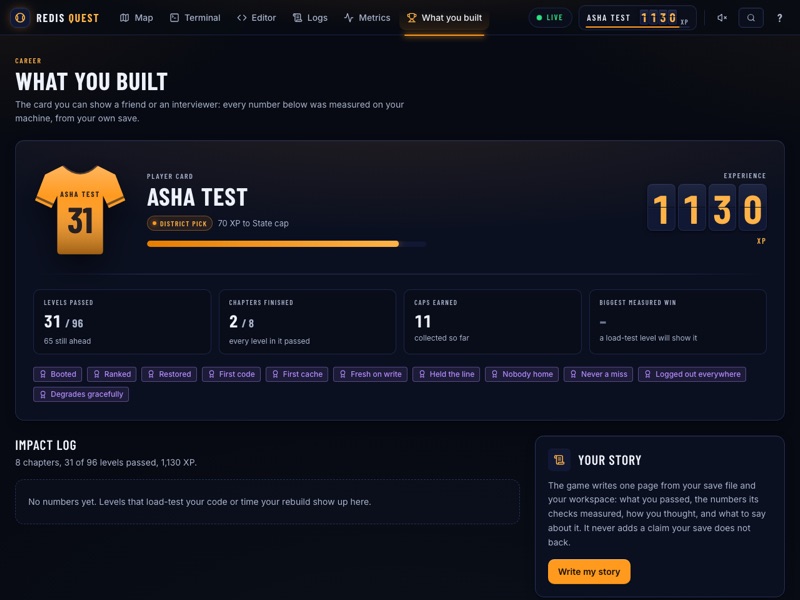 REDIS QUEST
Map
Terminal
Editor
Logs
Metrics
What you built
LIVE
ASHA TEST 1130 XP
?
CAREER
WHAT YOU BUILT
The card you can show a friend or an interviewer: every number below was measured on your
machine, from your own save.
ASHA TEST
31
PLAYER CARD
ASHA TEST
DISTRICT PICK
70 XP to State cap
EXPERIENCE
1130
XP
LEVELS PASSED
31 / 96
65 still ahead
CHAPTERS FINISHED
2 / 8
every level in it passed
CAPS EARNED
11
collected so far
BIGGEST MEASURED WIN
–
a load-test level will show it
Booted
Ranked
Restored
First code
First cache
Fresh on write
Held the line
Nobody home
Never a miss
Logged out everywhere
Degrades gracefully
IMPACT LOG
8 chapters, 31 of 96 levels passed, 1,130 XP.
No numbers yet. Levels that load-test your code or time your rebuild show up here.
YOUR STORY
The game writes one page from your save file and
your workspace: what you passed, the numbers its
checks measured, how you thought, and what to say
about it. It never adds a claim your save does not
back.
Write my story